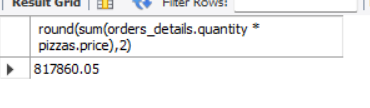 Result Grid Filter Rows:
round(sum(orders_details.quantity *
pizzas.price),2)
817860.05